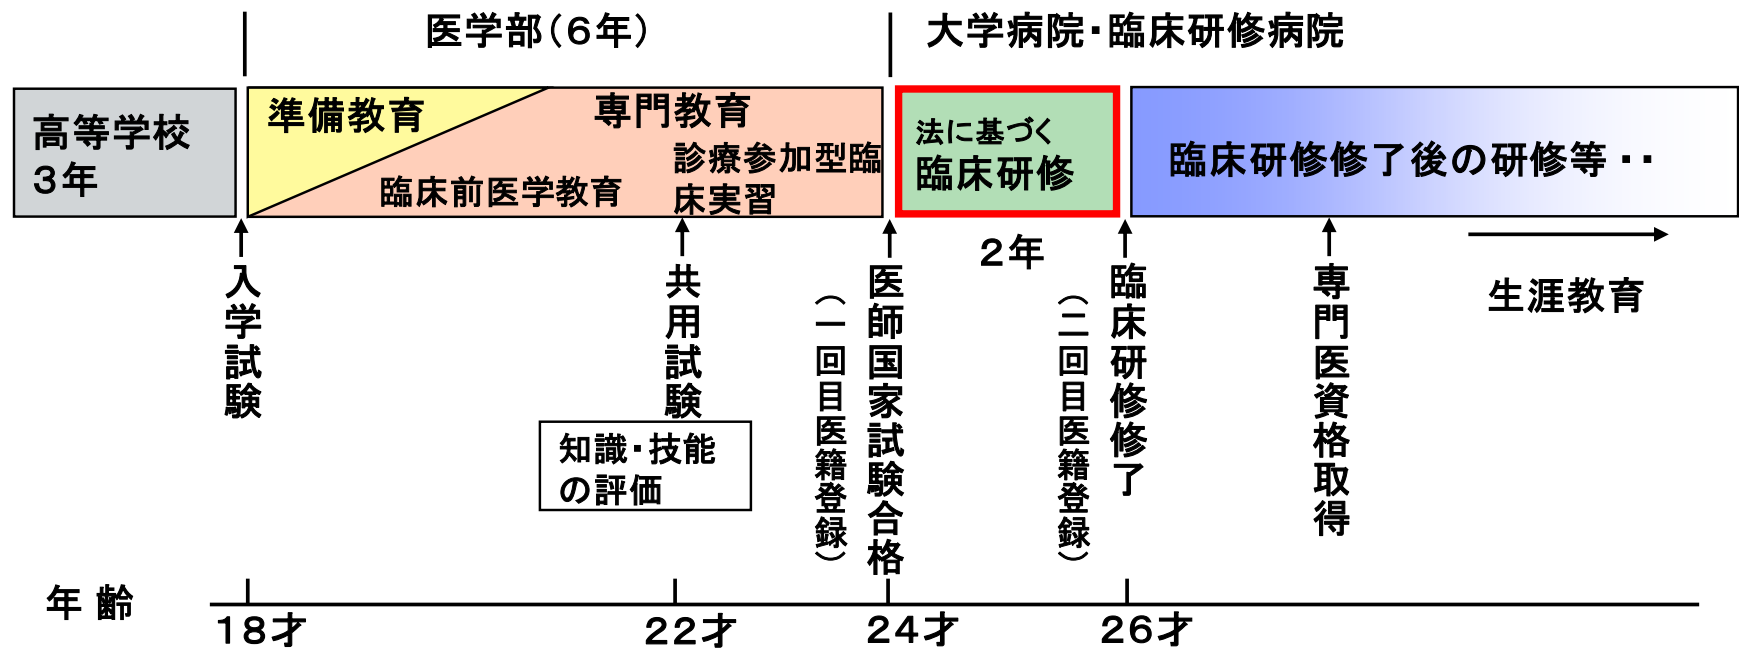 医学部（６年）
大学病院・臨床研修病院
高等学校
３年
準備教育
専門教育
臨床前医学教育
診療参加型臨
床実習
法に基づく
臨床研修
臨床研修修了後の研修等・・
２年
生涯教育
入学試験
共用試験
知識・技能
の評価
医師国家試験合格
（一回目医籍登録）
臨床研修修了
（二回目医籍登録）
専門医資格取得
年 齢
１８才
２２才
２４才
２６才